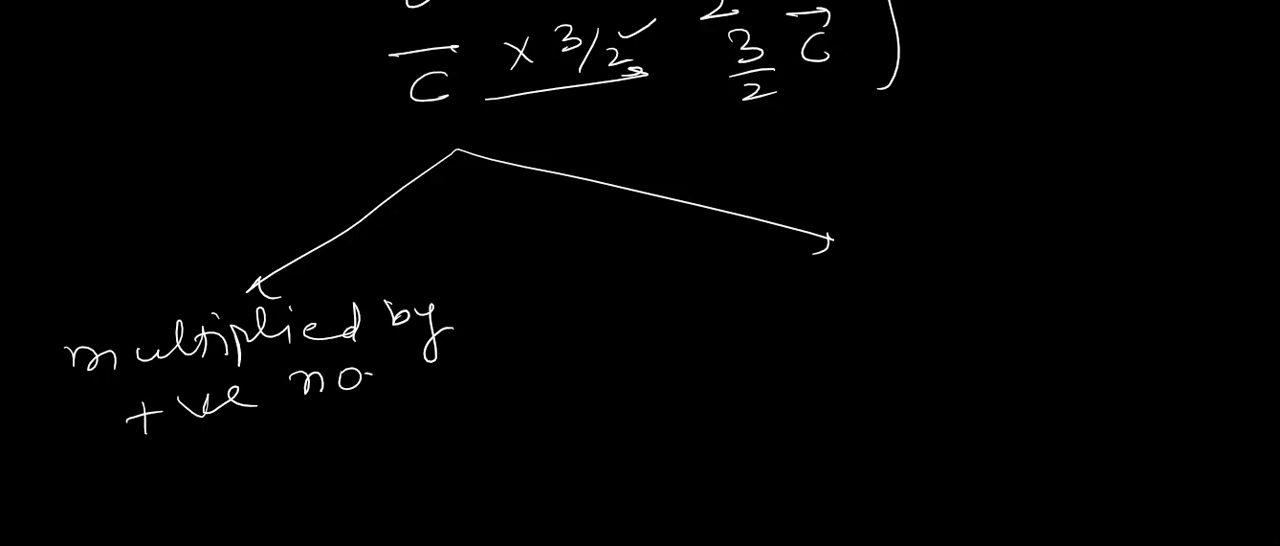 C × 3/2 3/2 C )
multiplied by
+ve no.